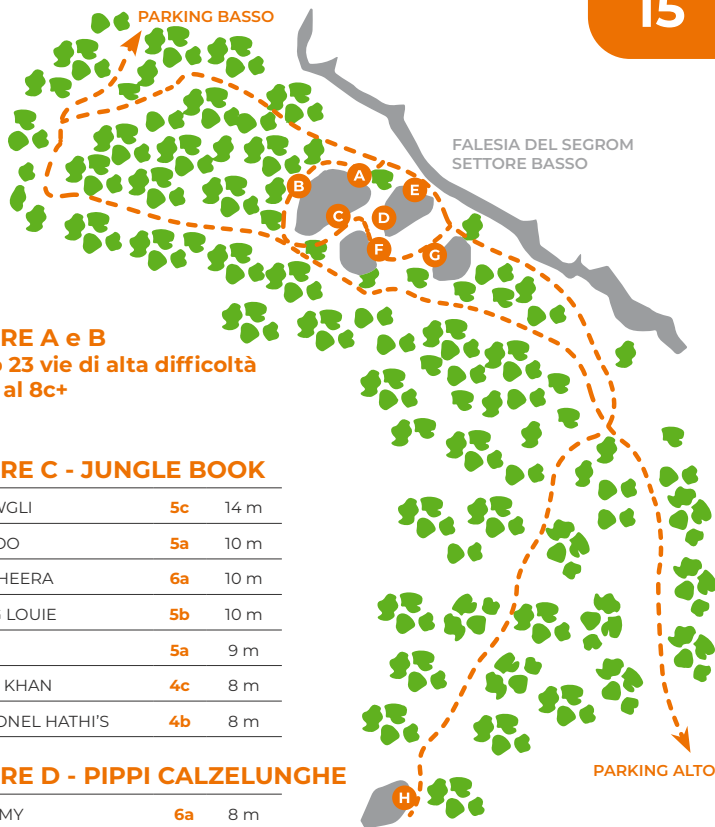 15
PARKING BASSO
FALESIA DEL SEGROM
SETTORE BASSO
A
B
E
C
D
F
G
RE A e B
23 vie di alta difficoltà
al 8c+
RE C - JUNGLE BOOK
WGLI 5c 14 m
OO 5a 10 m
HEERA 6a 10 m
LOUIE 5b 10 m
5a 9 m
KHAN 4c 8 m
ONEL HATHI'S 4b 8 m
RE D - PIPPI CALZELUNGHE
MY 6a 8 m
PARKING ALTO
H